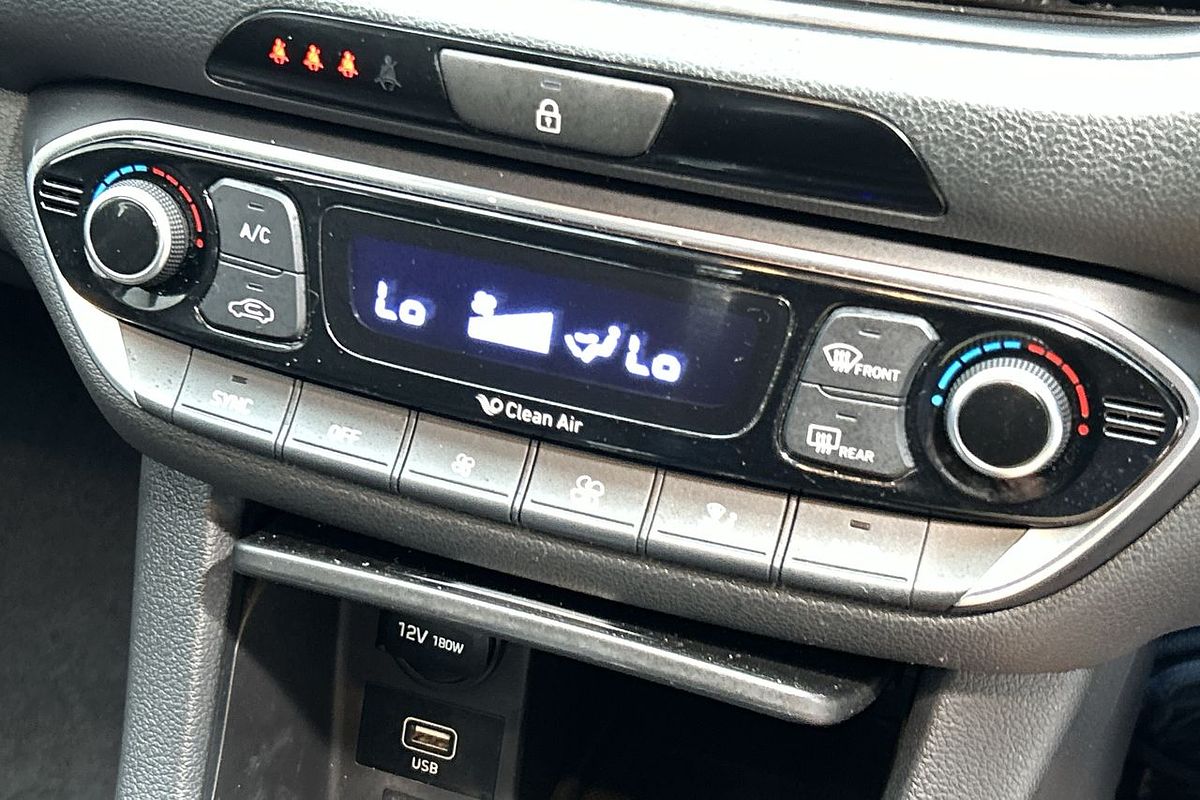 A/C
Lo
Lo
FRONT
REAR
Clean Air
SYNC
OFF
12V 180W
USB